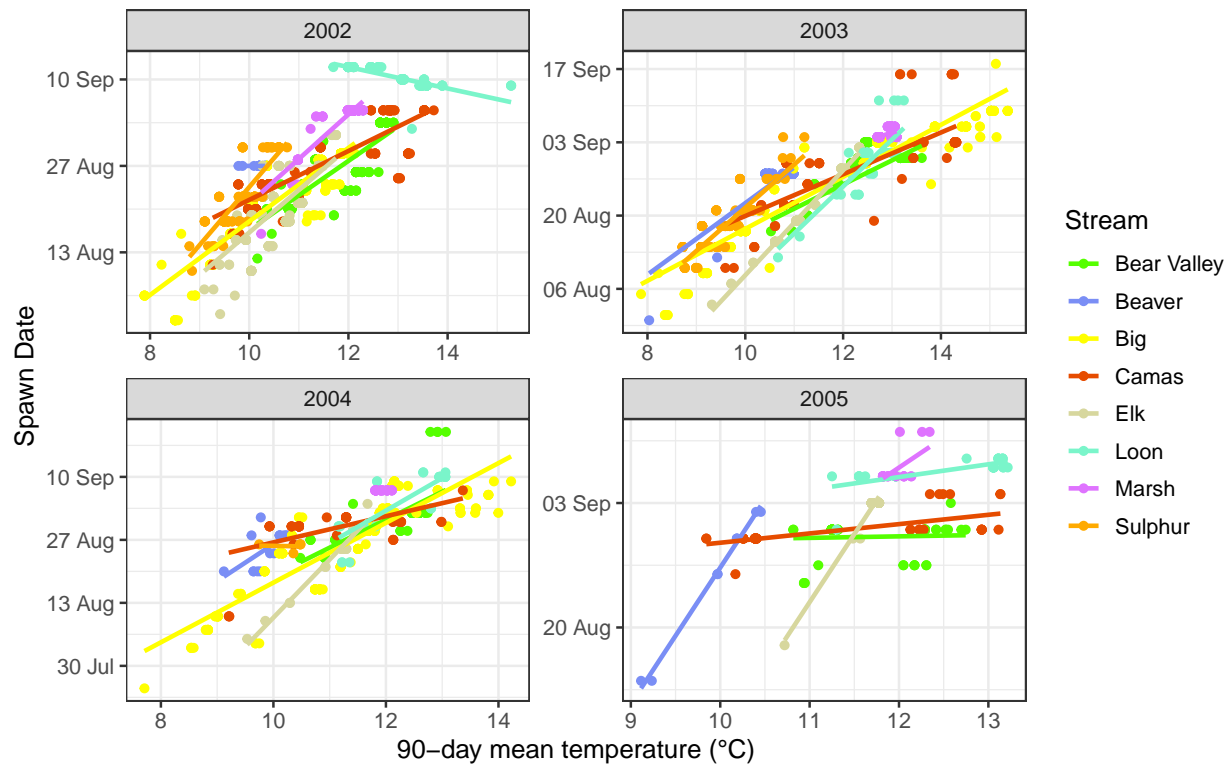 2002
2003
10 Sep
27 Aug
13 Aug
8
10
12
14
17 Sep
03 Sep
20 Aug
06 Aug
8
10
12
14
2004
2005
10 Sep
27 Aug
13 Aug
30 Jul
8
10
12
14
03 Sep
20 Aug
9
10
11
12
13
Spawn Date
90−day mean temperature (°C)
Stream
Bear Valley
Beaver
Big
Camas
Elk
Loon
Marsh
Sulphur